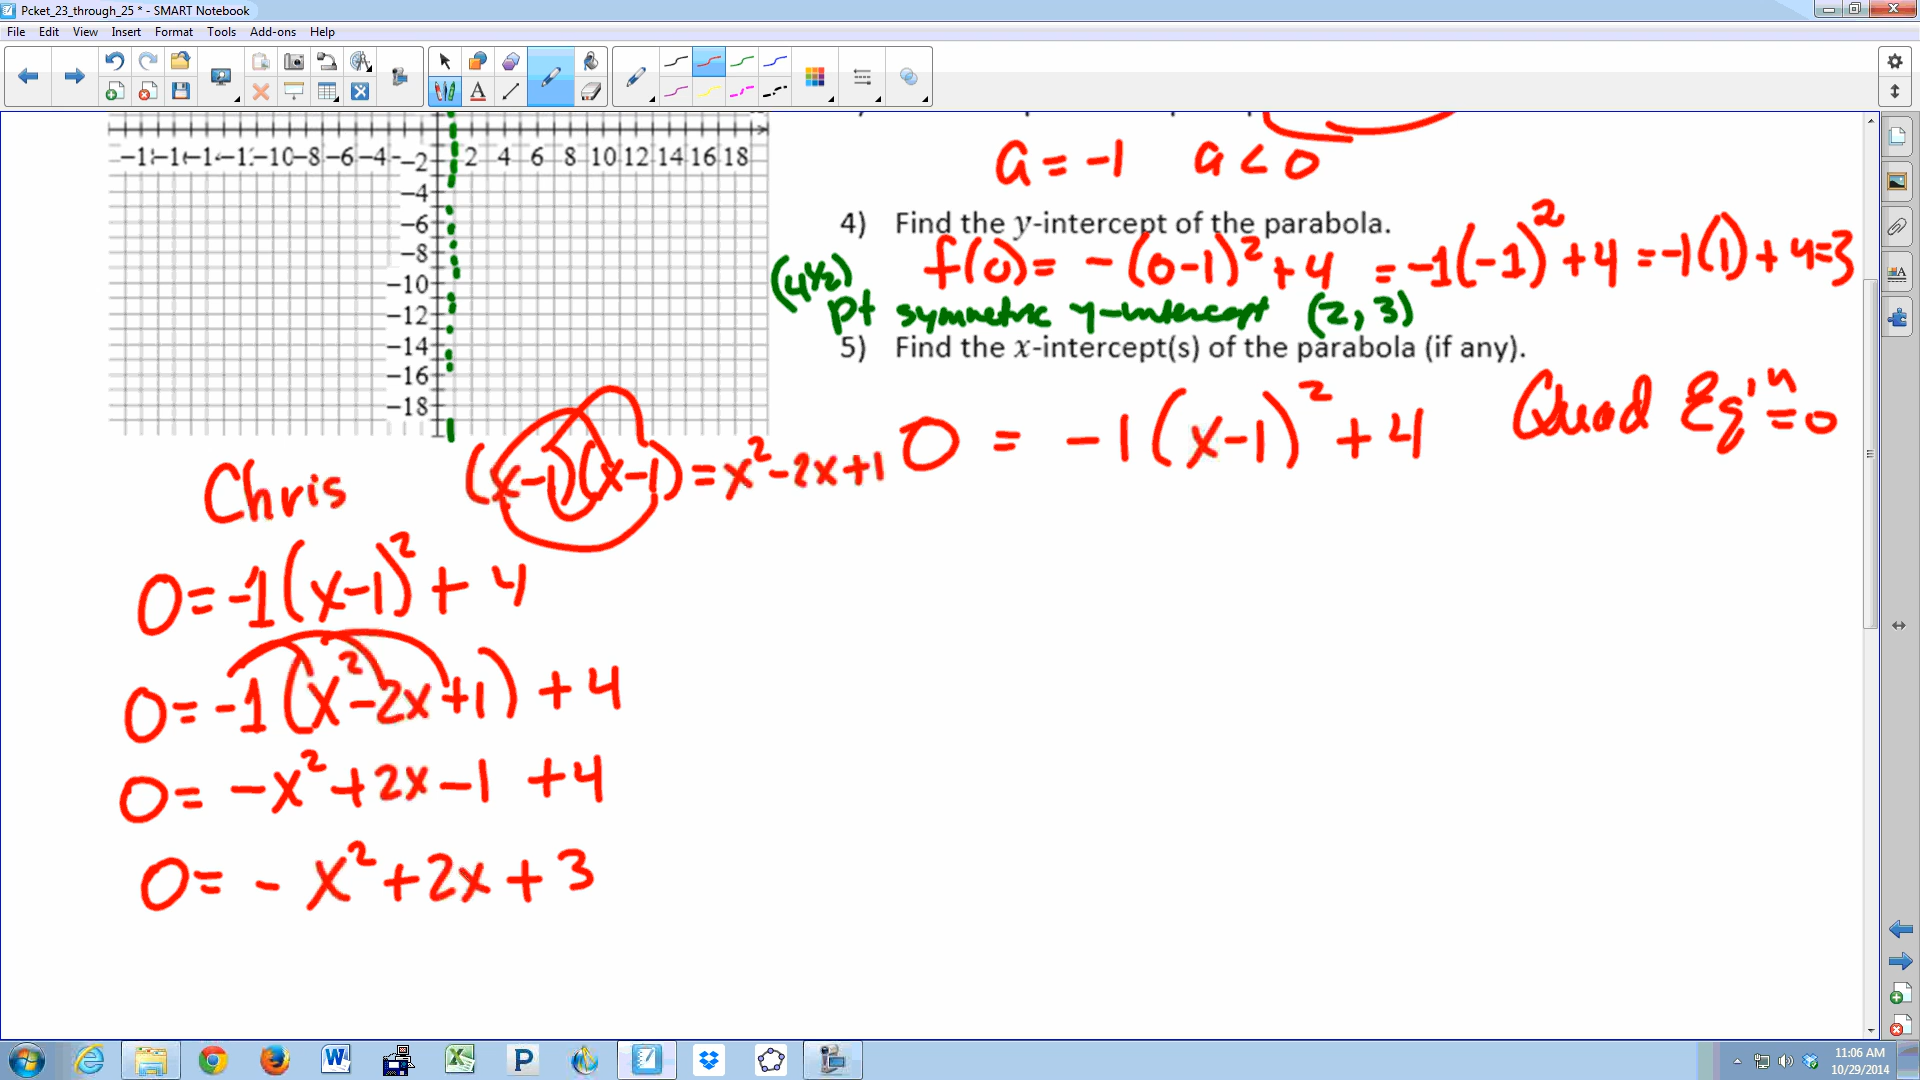 Pcket_23_through_25 * - SMART Notebook
File Edit View Insert Format Tools Add-ons Help
2 4 6 8 10 12 14 16 18
−10 −8 −6 −4 −2
−4
−6
−8
−10
−12
−14
−16
−18
a = -1 a < 0
4) Find the y-intercept of the parabola.
f(0) = -(0-1)² + 4 = -1(-1)² + 4 = -1(1) + 4 = 3
(4½)
pt symmetric y-intercept (2, 3)
5) Find the x-intercept(s) of the parabola (if any).
0 = -1(x-1)² + 4 Quad Eq'n = 0
Chris (x-1)(x-1) = x²-2x+1
0 = -1(x-1)² + 4
0 = -1(x²-2x+1) + 4
0 = -x²+2x-1 +4
0 = - x²+2x+3
11:06 AM
10/29/2014